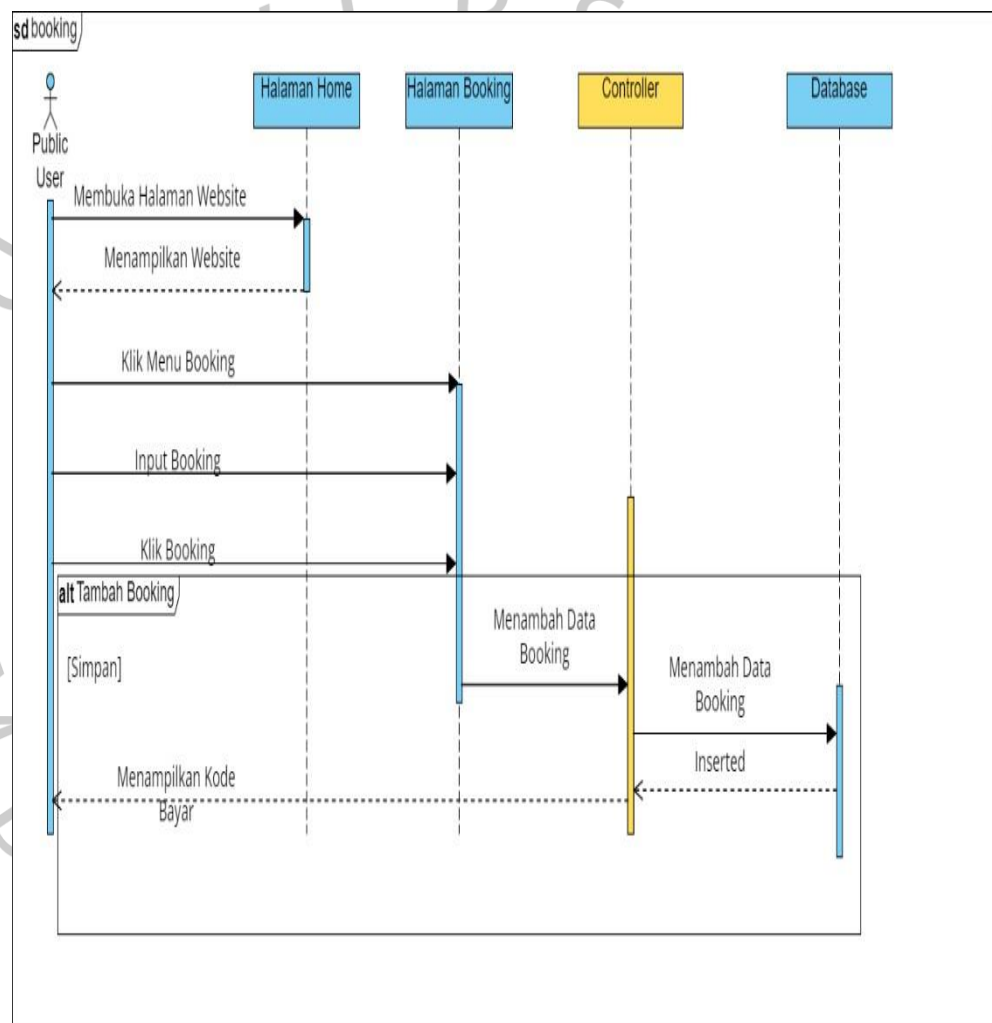 sd booking
Public
User
Halaman Home
Halaman Booking
Controller
Database
Membuka Halaman Website
Menampilkan Website
Klik Menu Booking
Input Booking
Klik Booking
alt Tambah Booking
[Simpan]
Menambah Data
Booking
Menambah Data
Booking
Inserted
Menampilkan Kode
Bayar